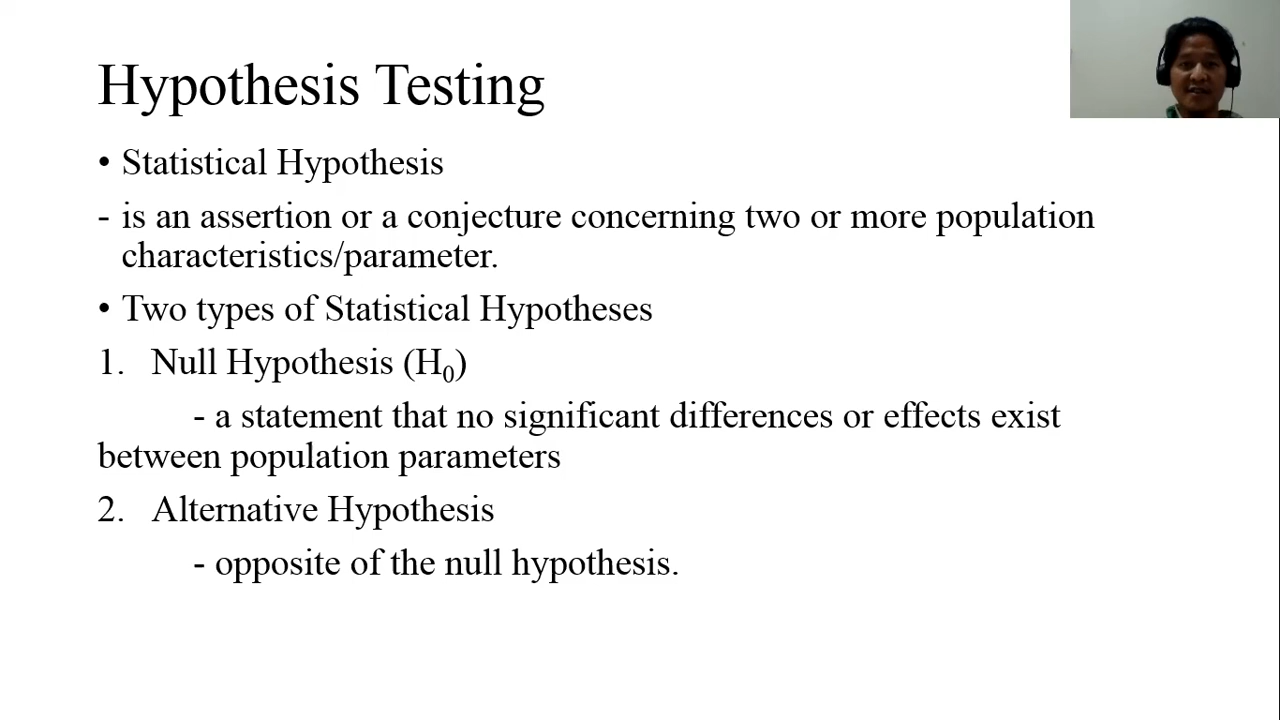 Hypothesis Testing
• Statistical Hypothesis
- is an assertion or a conjecture concerning two or more population
characteristics/parameter.
• Two types of Statistical Hypotheses
1. Null Hypothesis (H₀)
- a statement that no significant differences or effects exist
between population parameters
2. Alternative Hypothesis
- opposite of the null hypothesis.